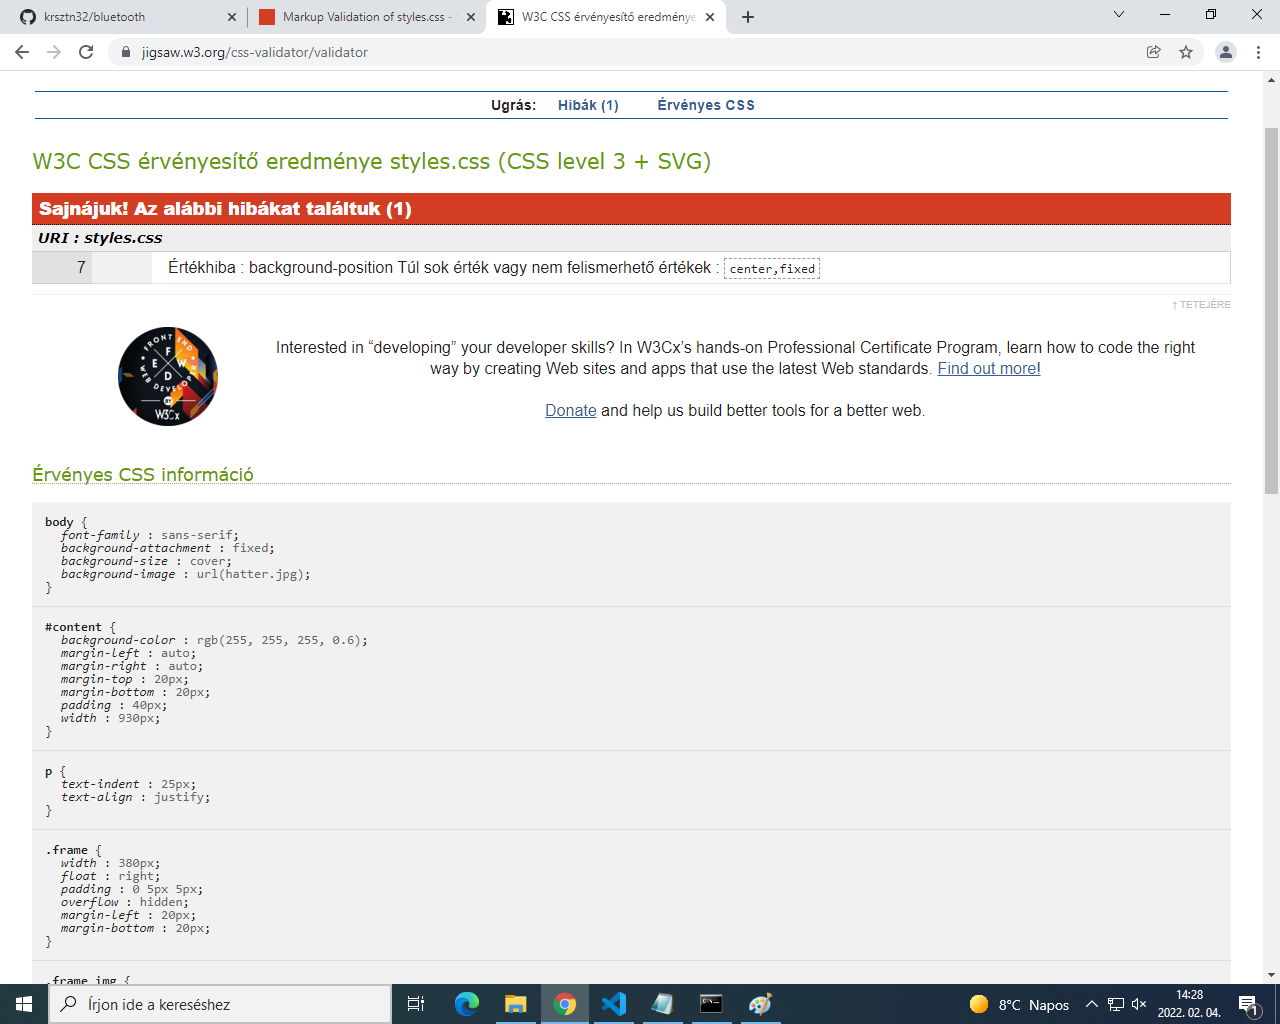 krsztn32/bluetooth
Markup Validation of styles.css -
W3C CSS érvényesítő eredménye
jigsaw.w3.org/css-validator/validator
Ugrás: Hibák (1) Érvényes CSS
W3C CSS érvényesítő eredménye styles.css (CSS level 3 + SVG)
Sajnájuk! Az alábbi hibákat találtuk (1)
URI : styles.css
7 Értékhiba : background-position Túl sok érték vagy nem felismerhető értékek : center,fixed
↑ TETEJÉRE
FRONT END
F
E W
D
WEB DEVELOPER
W3Cx
Interested in “developing” your developer skills? In W3Cx’s hands-on Professional Certificate Program, learn how to code the right
way by creating Web sites and apps that use the latest Web standards. Find out more!
Donate and help us build better tools for a better web.
Érvényes CSS információ
body {
font-family : sans-serif;
background-attachment : fixed;
background-size : cover;
background-image : url(hatter.jpg);
}
#content {
background-color : rgb(255, 255, 255, 0.6);
margin-left : auto;
margin-right : auto;
margin-top : 20px;
margin-bottom : 20px;
padding : 40px;
width : 930px;
}
p {
text-indent : 25px;
text-align : justify;
}
.frame {
width : 380px;
float : right;
padding : 0 5px 5px;
overflow : hidden;
margin-left : 20px;
margin-bottom : 20px;
}
.frame img {
Írjon ide a kereséshez
8°C Napos
14:28
2022. 02. 04.
1